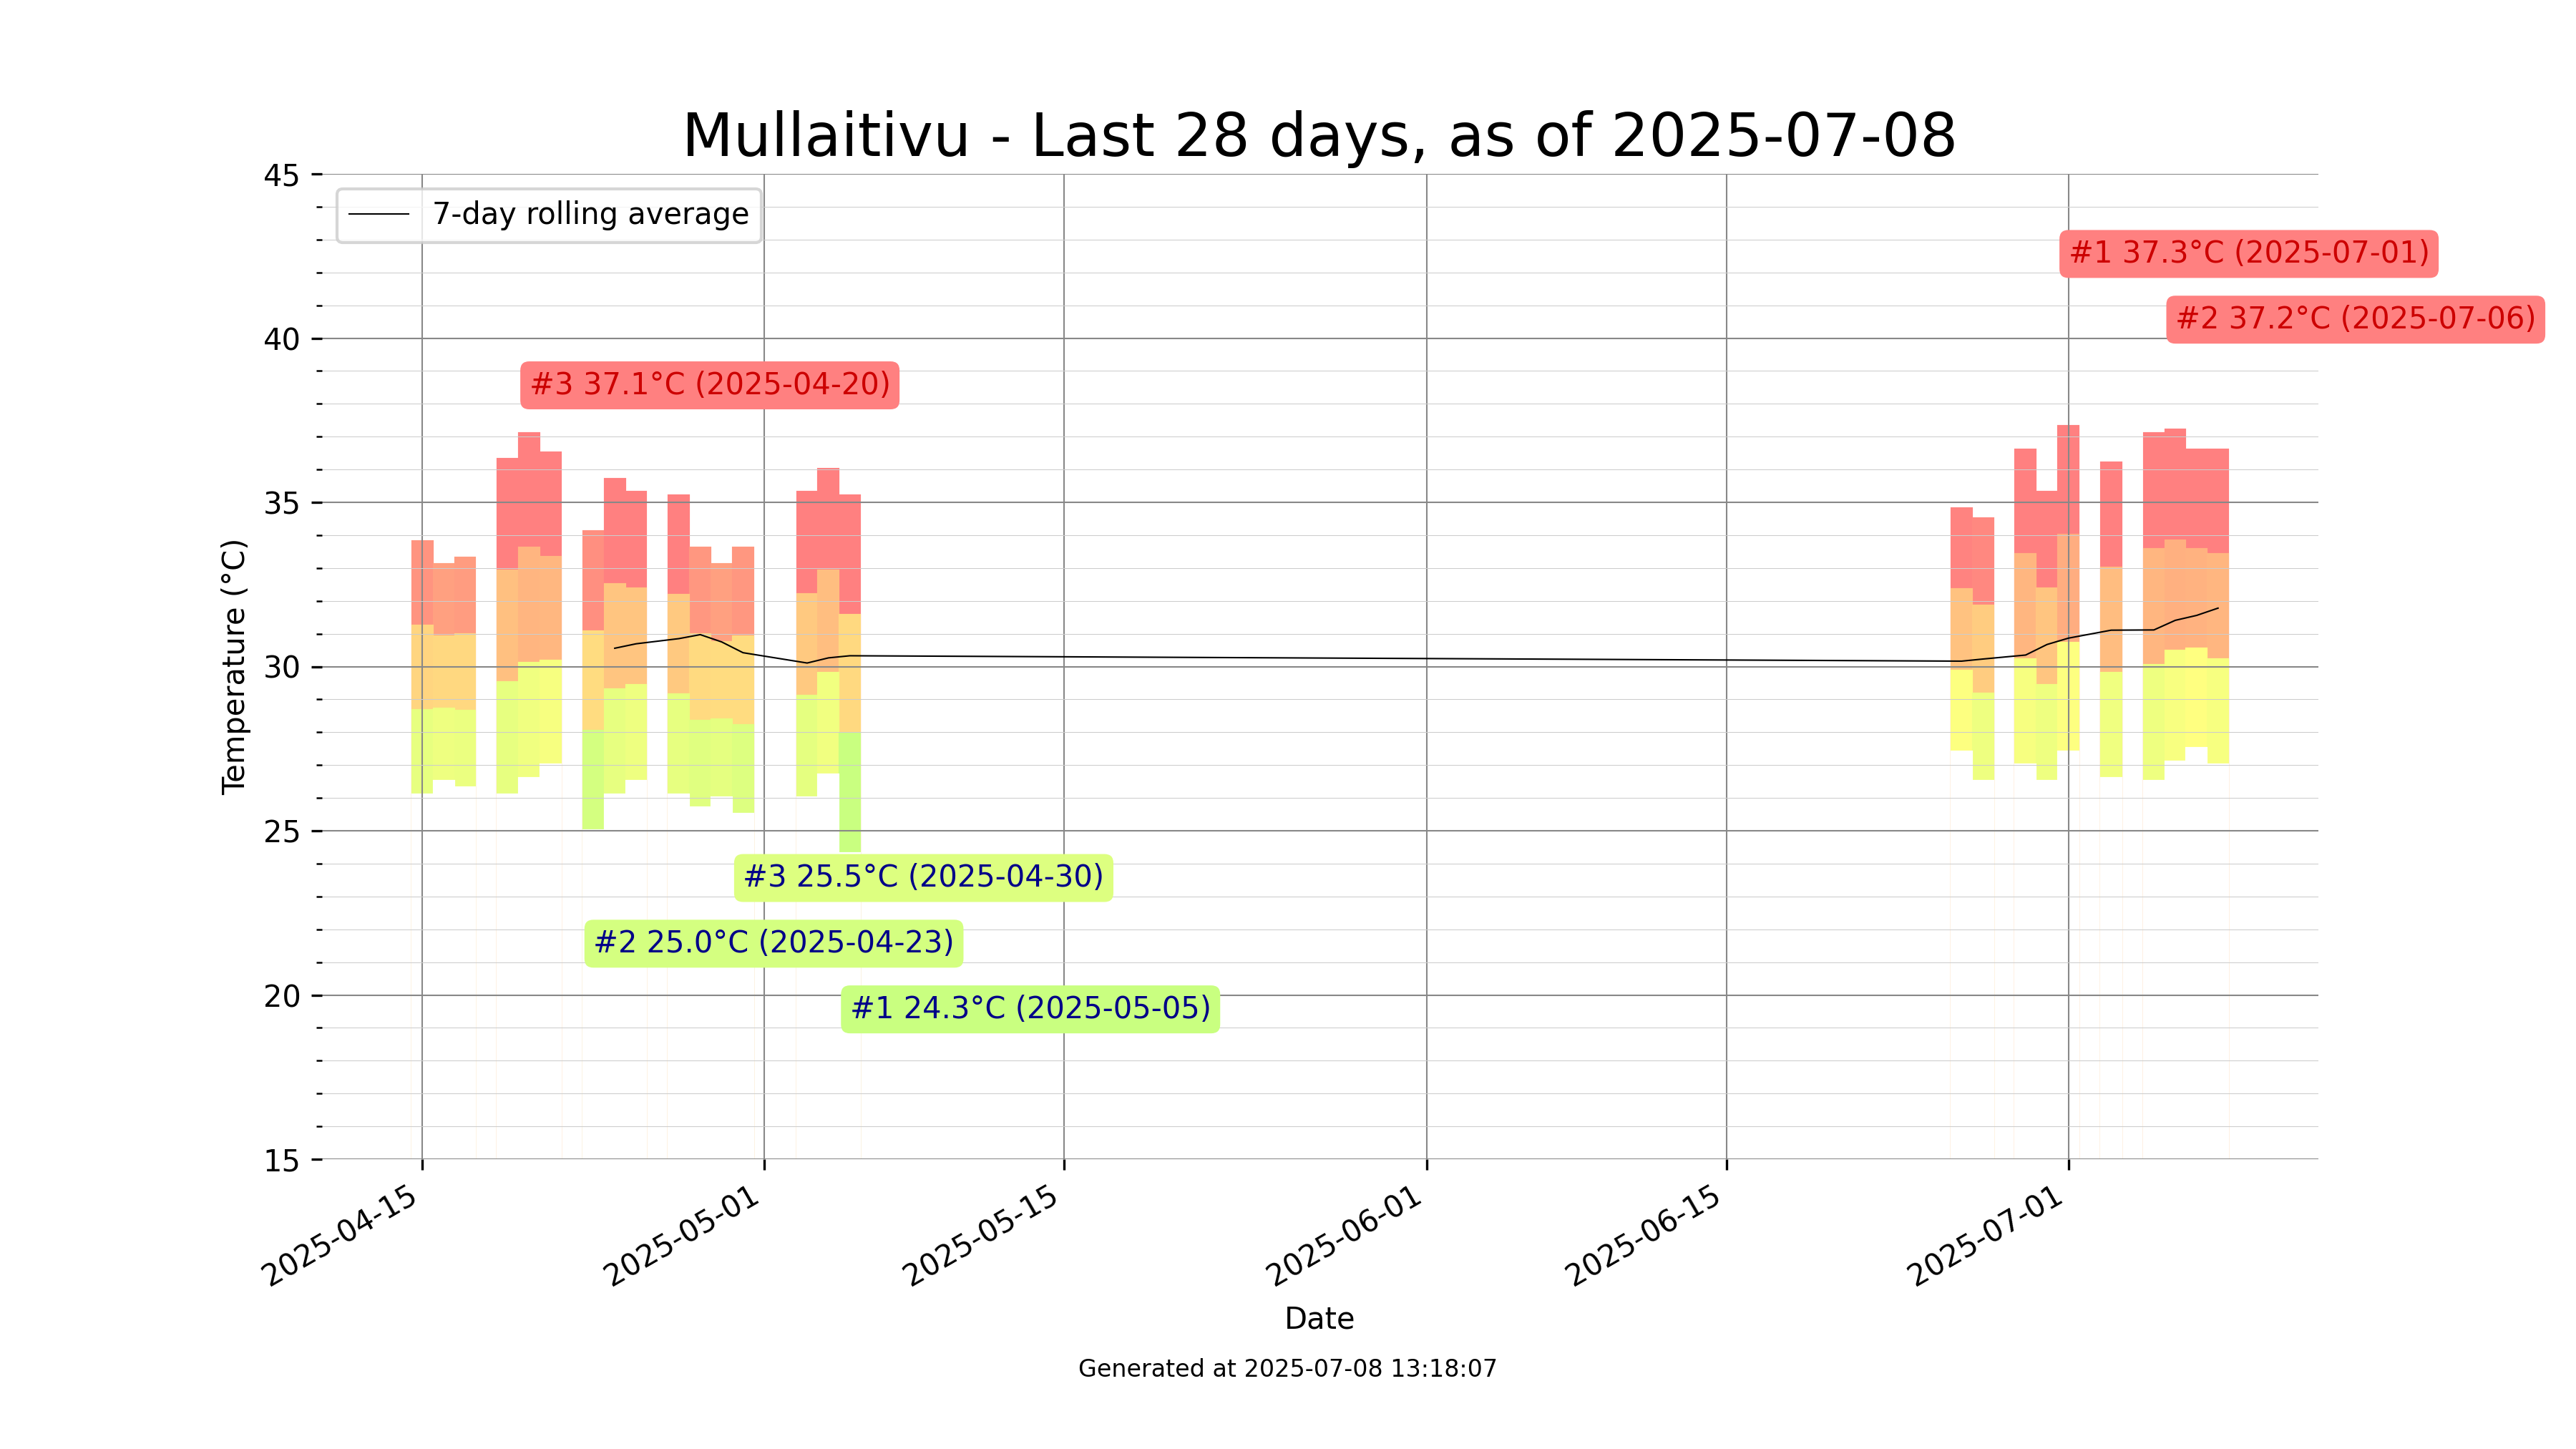 Mullaitivu - Last 28 days, as of 2025-07-08
45
7-day rolling average
#1 37.3°C (2025-07-01)
#2 37.2°C (2025-07-06)
40
#3 37.1°C (2025-04-20)
35
Temperature (°C)
30
25
#3 25.5°C (2025-04-30)
#2 25.0°C (2025-04-23)
20
#1 24.3°C (2025-05-05)
15
2025-04-15
2025-05-01
2025-05-15
2025-06-01
2025-06-15
2025-07-01
Date
Generated at 2025-07-08 13:18:07